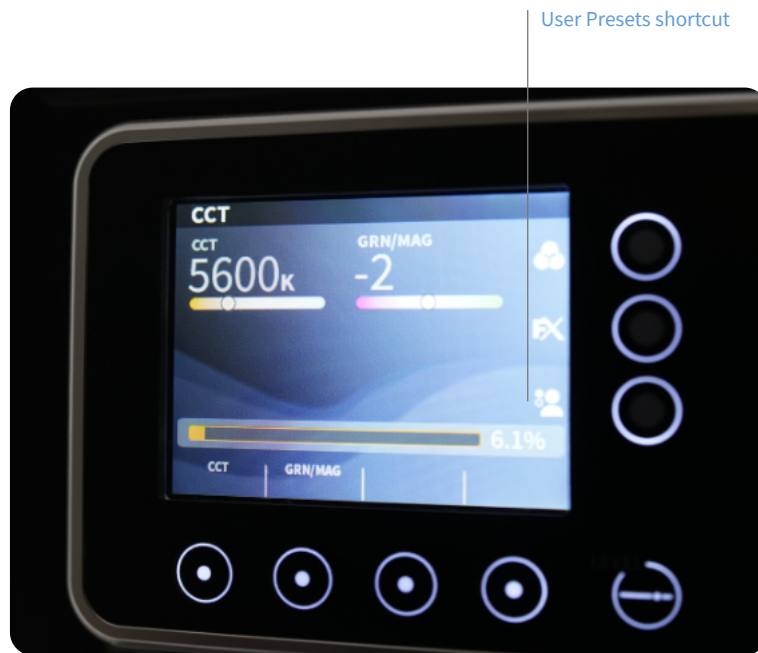 User Presets shortcut
CCT
CCT GRN/MAG
5600K -2
FX
6.1%
CCT GRN/MAG